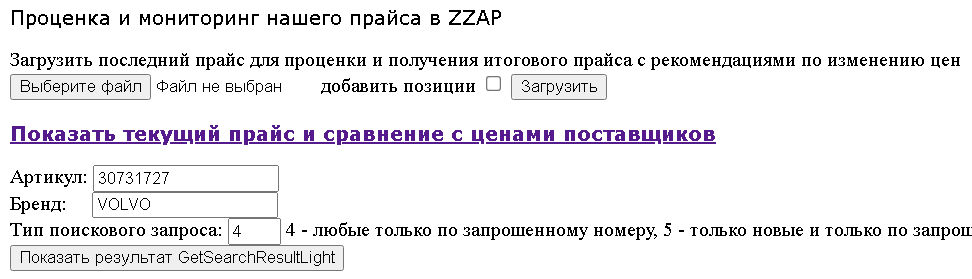 Проценка и мониторинг нашего прайса в ZZAP
Загрузить последний прайс для проценки и получения итогового прайса с рекомендациями по изменению цен
Выберите файл Файл не выбран добавить позиции Загрузить
Показать текущий прайс и сравнение с ценами поставщиков
Артикул: 30731727
Бренд: VOLVO
Тип поискового запроса: 4 4 - любые только по запрошенному номеру, 5 - только новые и только по запрош
Показать результат GetSearchResultLight